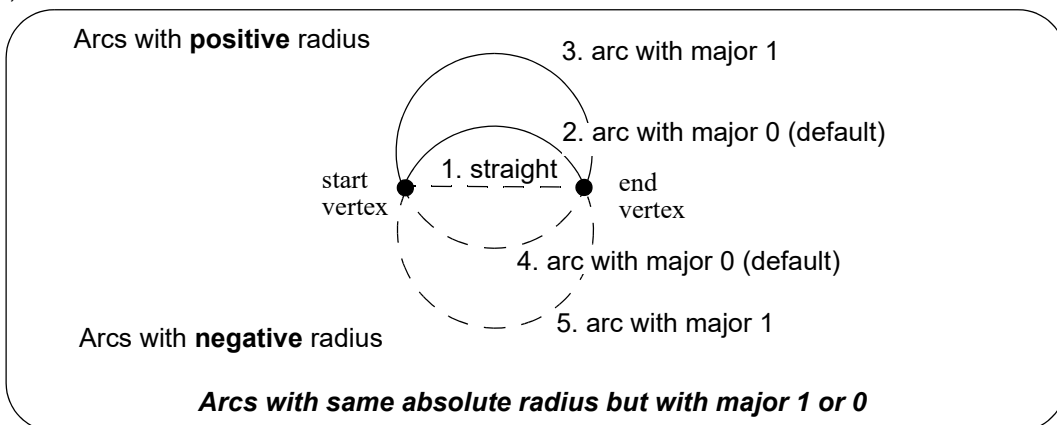 Arcs with positive radius
3. arc with major 1
2. arc with major 0 (default)
1. straight
start
vertex
end
vertex
4. arc with major 0 (default)
5. arc with major 1
Arcs with negative radius
Arcs with same absolute radius but with major 1 or 0